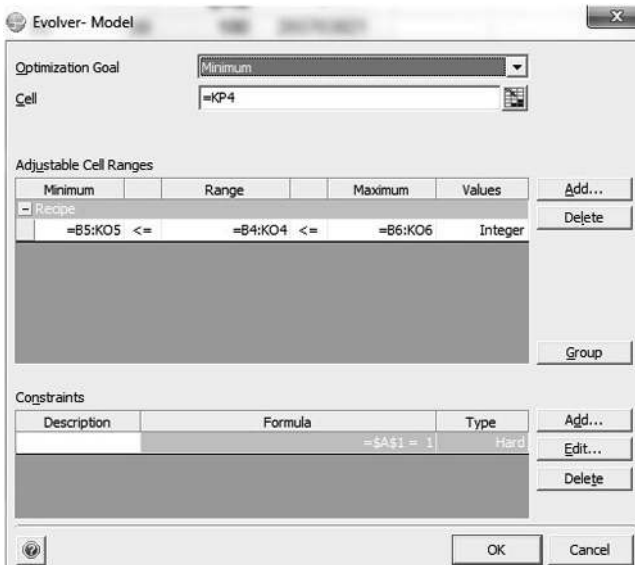 Evolver- Model
Optimization Goal
Minimum
Cell
=KP4
Adjustable Cell Ranges
Minimum Range Maximum Values
Recipe
=B5:KO5 <= =B4:KO4 <= =B6:KO6 Integer
Add...
Delete
Group
Constraints
Description Formula Type
=$A$1 = 1 Hard
Add...
Edit...
Delete
OK Cancel